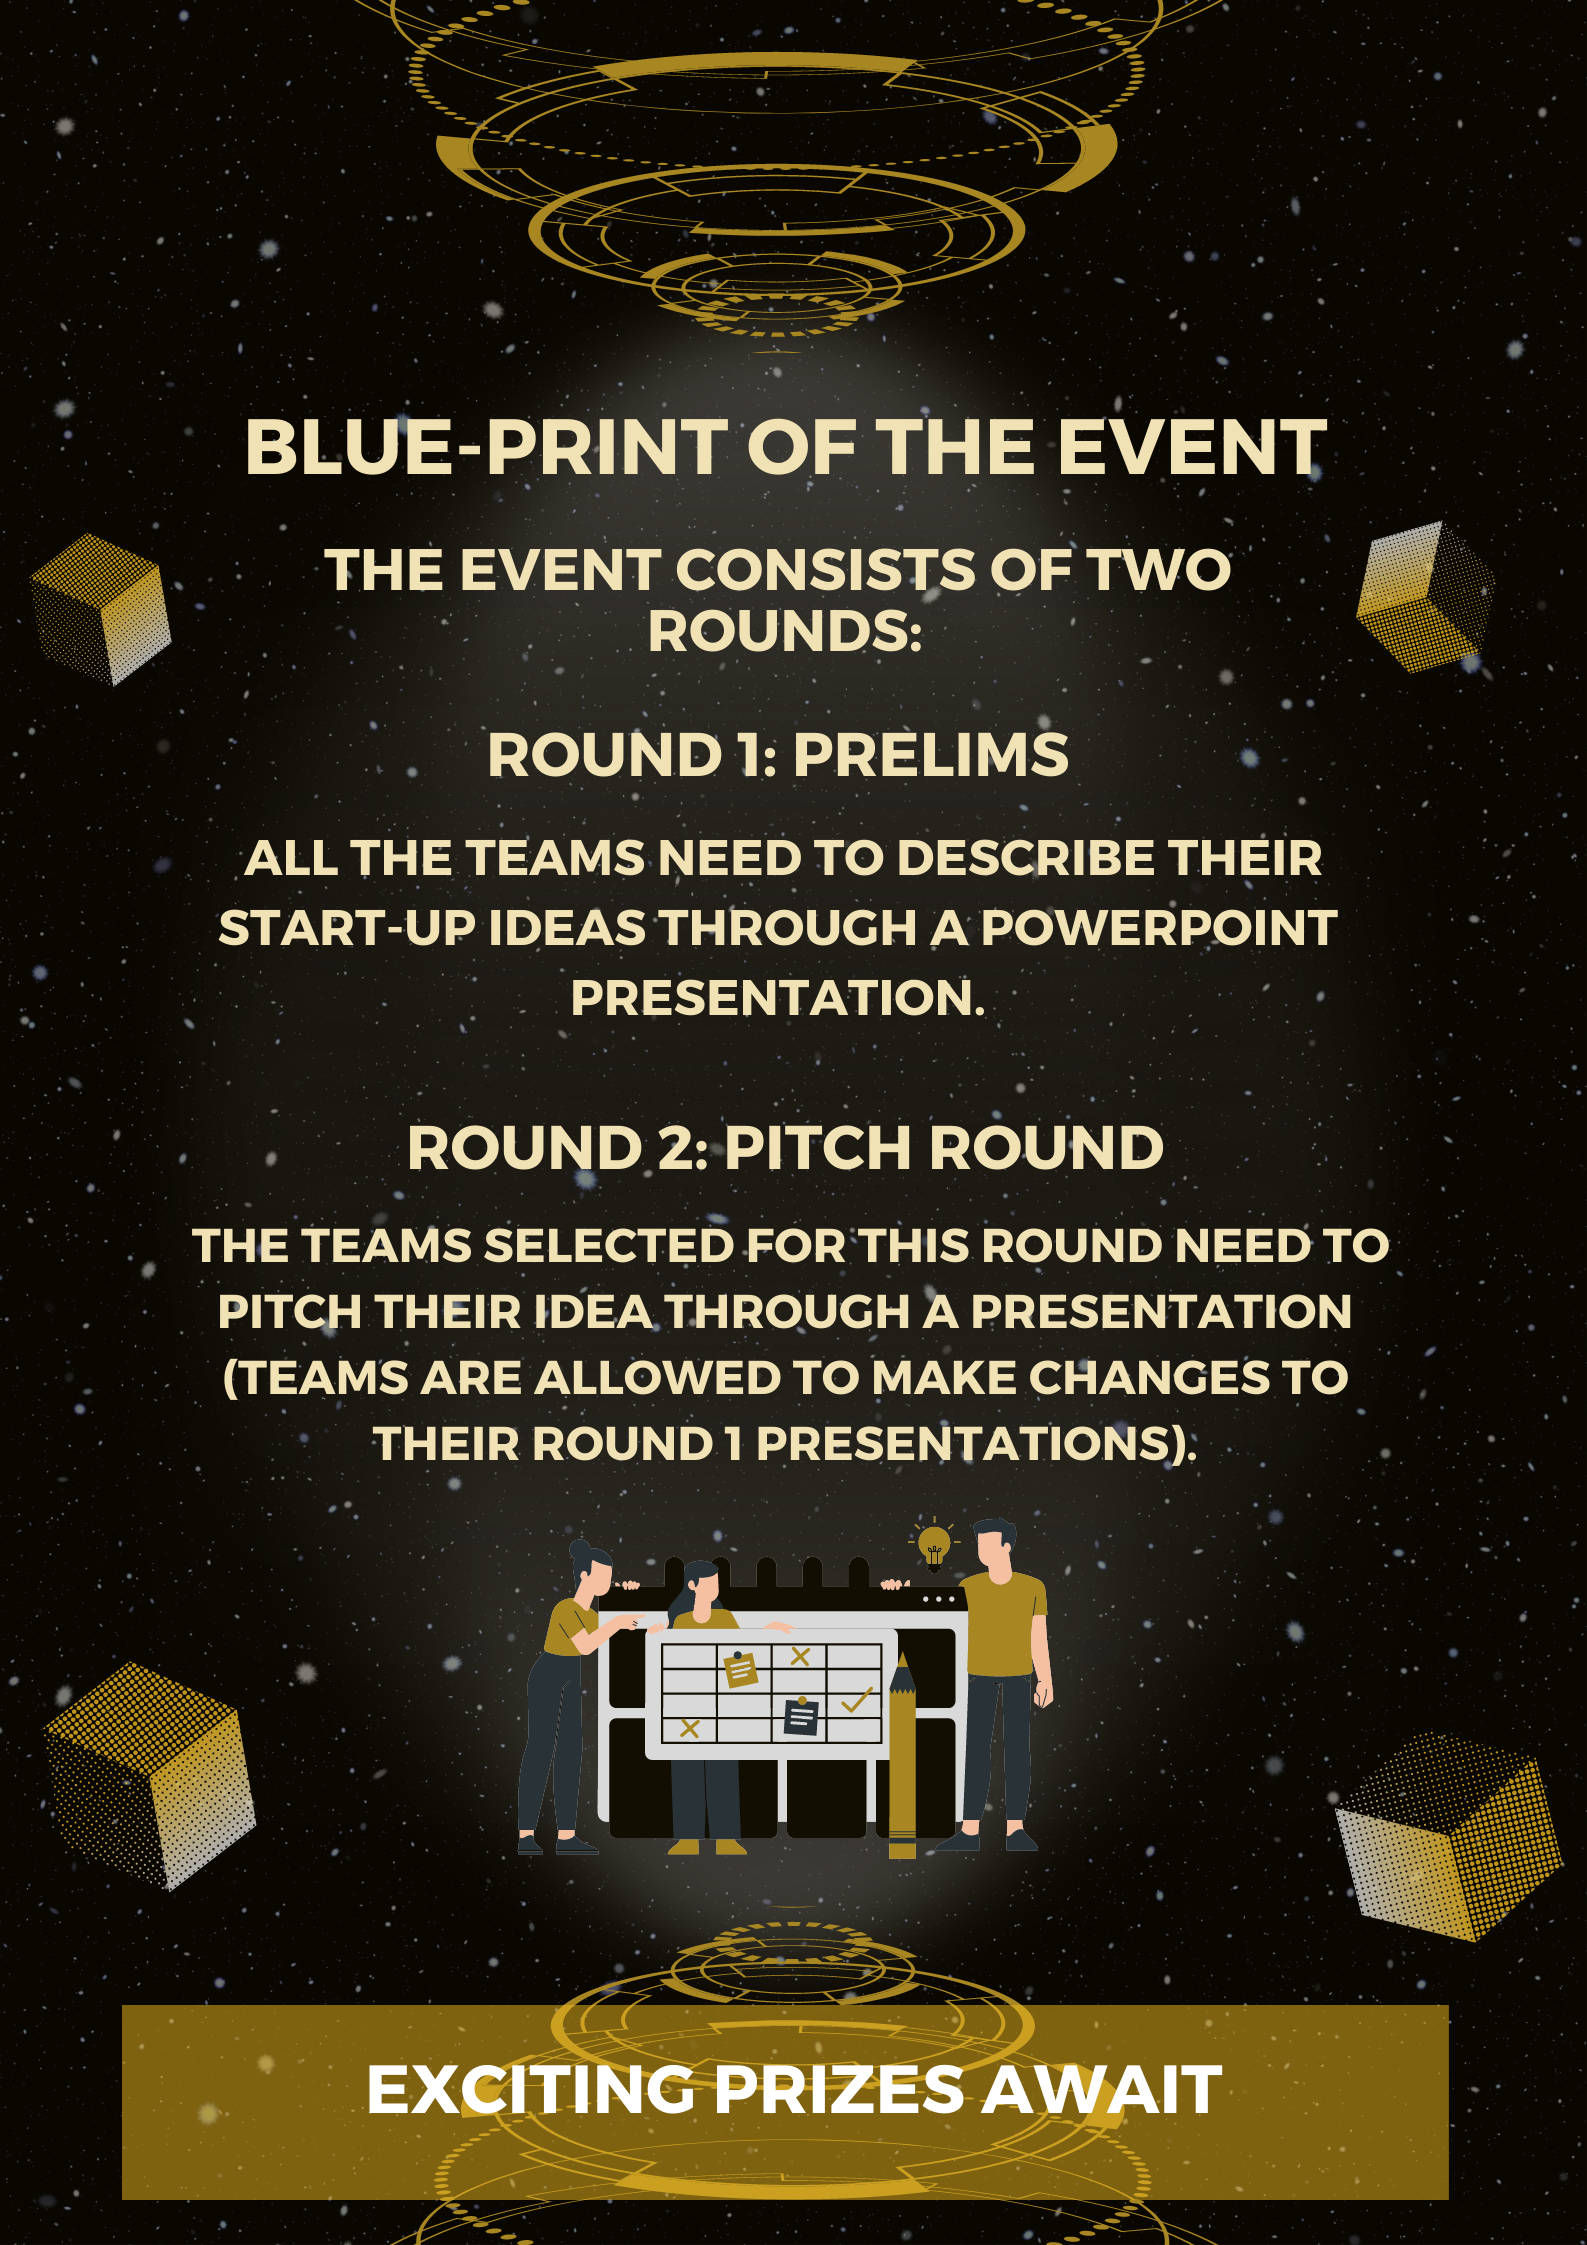 BLUE-PRINT OF THE EVENT
THE EVENT CONSISTS OF TWO
ROUNDS:
ROUND 1: PRELIMS
ALL THE TEAMS NEED TO DESCRIBE THEIR
START-UP IDEAS THROUGH A POWERPOINT
PRESENTATION.
ROUND 2: PITCH ROUND
THE TEAMS SELECTED FOR THIS ROUND NEED TO
PITCH THEIR IDEA THROUGH A PRESENTATION
(TEAMS ARE ALLOWED TO MAKE CHANGES TO
THEIR ROUND 1 PRESENTATIONS).
EXCITING PRIZES AWAIT